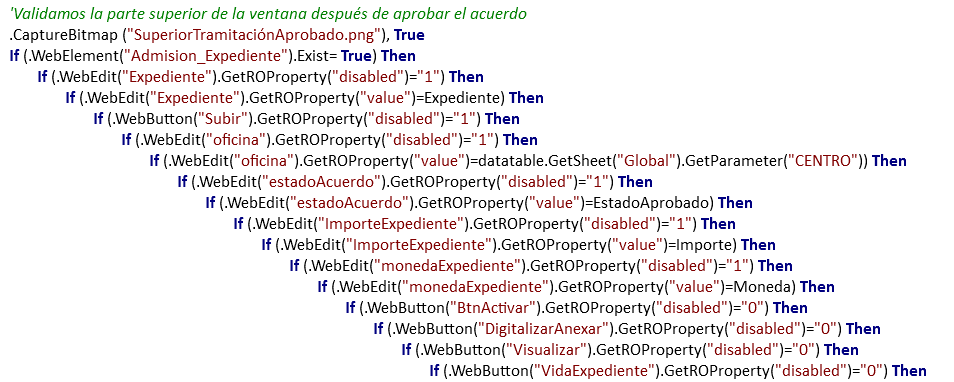 'Validamos la parte superior de la ventana después de aprobar el acuerdo
.CaptureBitmap ("SuperiorTramitaciónAprobado.png"), True
If (.WebElement("Admision_Expediente").Exist= True) Then
If (.WebEdit("Expediente").GetROProperty("disabled")="1") Then
If (.WebEdit("Expediente").GetROProperty("value")=Expediente) Then
If (.WebButton("Subir").GetROProperty("disabled")="1") Then
If (.WebEdit("oficina").GetROProperty("disabled")="1") Then
If (.WebEdit("oficina").GetROProperty("value")=datatable.GetSheet("Global").GetParameter("CENTRO")) Then
If (.WebEdit("estadoAcuerdo").GetROProperty("disabled")="1") Then
If (.WebEdit("estadoAcuerdo").GetROProperty("value")=EstadoAprobado) Then
If (.WebEdit("ImporteExpediente").GetROProperty("disabled")="1") Then
If (.WebEdit("ImporteExpediente").GetROProperty("value")=Importe) Then
If (.WebEdit("monedaExpediente").GetROProperty("disabled")="1") Then
If (.WebEdit("monedaExpediente").GetROProperty("value")=Moneda) Then
If (.WebButton("BtnActivar").GetROProperty("disabled")="0") Then
If (.WebButton("DigitalizarAnexar").GetROProperty("disabled")="0") Then
If (.WebButton("Visualizar").GetROProperty("disabled")="0") Then
If (.WebButton("VidaExpediente").GetROProperty("disabled")="0") Then